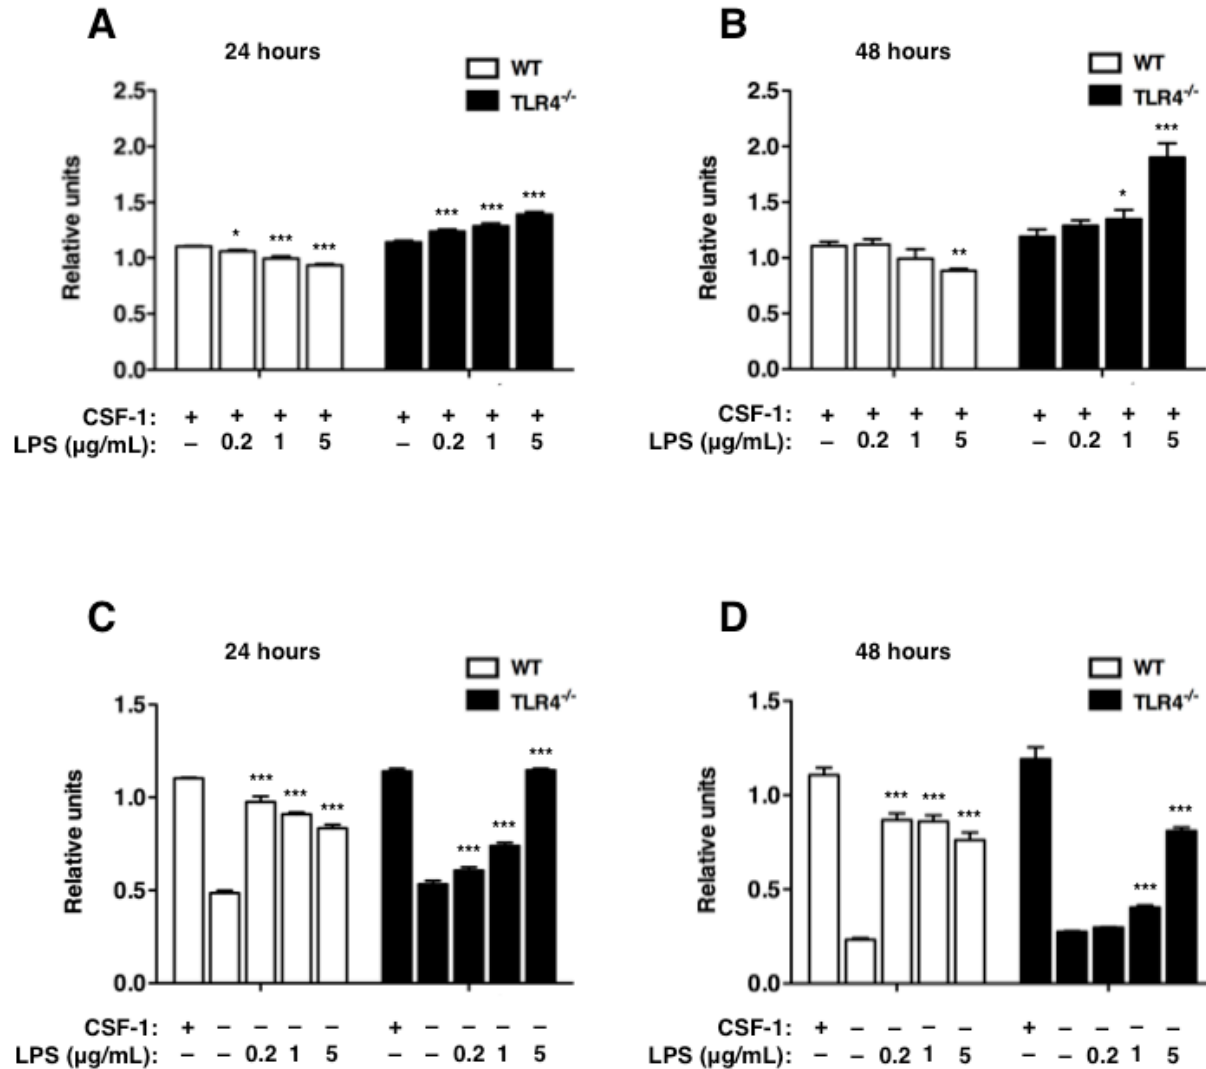 A
24 hours
WT
TLR4-/-
2.5
2.0
1.5
1.0
0.5
0.0
Relative units
* *** ***
*** *** ***
CSF-1: + + + + + + + +
LPS (µg/mL): – 0.2 1 5 – 0.2 1 5
B
48 hours
WT
TLR4-/-
2.5
2.0
1.5
1.0
0.5
0.0
Relative units
**
* ***
CSF-1: + + + + + + + +
LPS (µg/mL): – 0.2 1 5 – 0.2 1 5
C
24 hours
WT
TLR4-/-
1.5
1.0
0.5
0.0
Relative units
*** *** ***
*** *** ***
CSF-1: + – – – – + – – – –
LPS (µg/mL): – – 0.2 1 5 – – 0.2 1 5
D
48 hours
WT
TLR4-/-
1.5
1.0
0.5
0.0
Relative units
*** *** ***
*** ***
CSF-1: + – – – – + – – – –
LPS (µg/mL): – – 0.2 1 5 – – 0.2 1 5